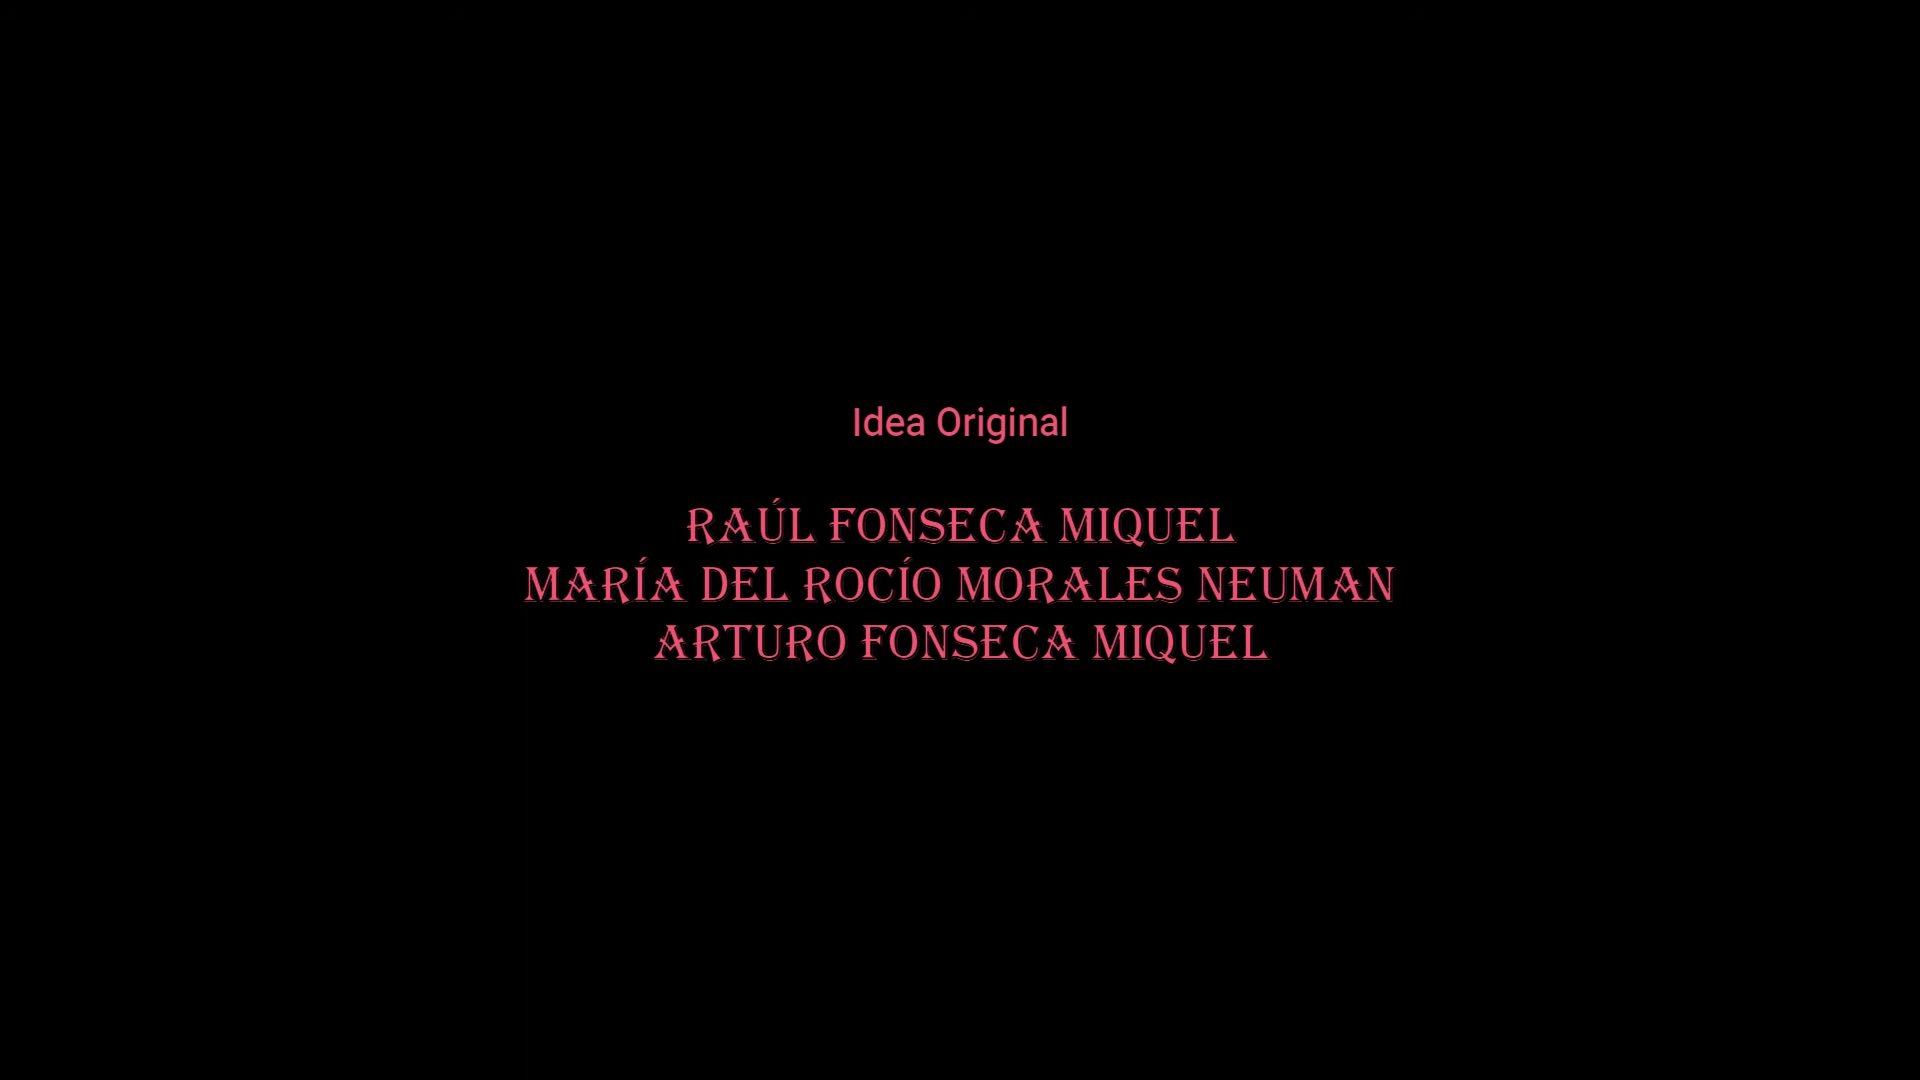 Idea Original
RAÚL FONSECA MIQUEL
MARÍA DEL ROCÍO MORALES NEUMAN
ARTURO FONSECA MIQUEL